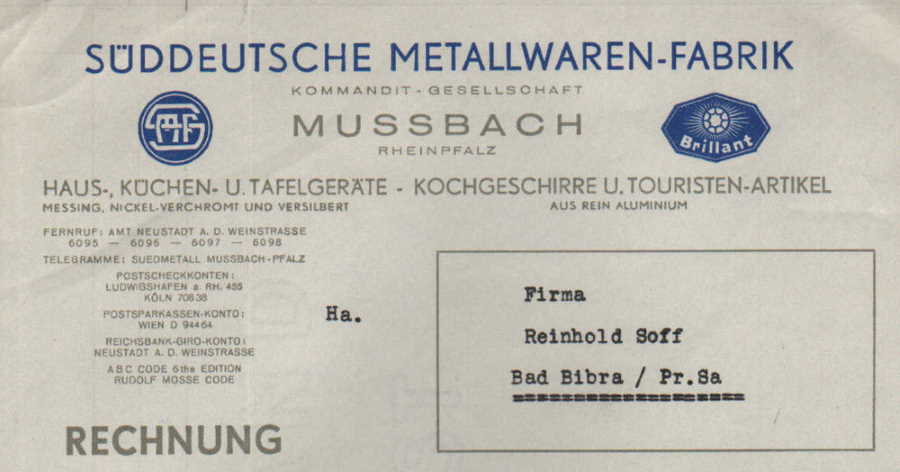 SÜDDEUTSCHE METALLWAREN-FABRIK
KOMMANDIT-GESELLSCHAFT
MUSSBACH
RHEINPFALZ
SMF
Brillant
HAUS-, KÜCHEN- U. TAFELGERÄTE - KOCHGESCHIRRE U. TOURISTEN-ARTIKEL
MESSING, NICKEL-VERCHROMT UND VERSILBERT
AUS REIN ALUMINIUM
FERNRUF: AMT NEUSTADT A. D. WEINSTRASSE
6095 — 6096 — 6097 — 6098
TELEGRAMME: SUEDMETALL MUSSBACH-PFALZ
POSTSCHECKKONTEN:
LUDWIGSHAFEN a. RH. 485
KÖLN 70838
POSTSPARKASSEN-KONTO:
WIEN D 94464
REICHSBANK-GIRO-KONTO:
NEUSTADT A. D. WEINSTRASSE
ABC CODE 6the EDITION
RUDOLF MOSSE CODE
Ha.
Firma
Reinhold Soff
Bad Bibra / Pr.Sa
RECHNUNG